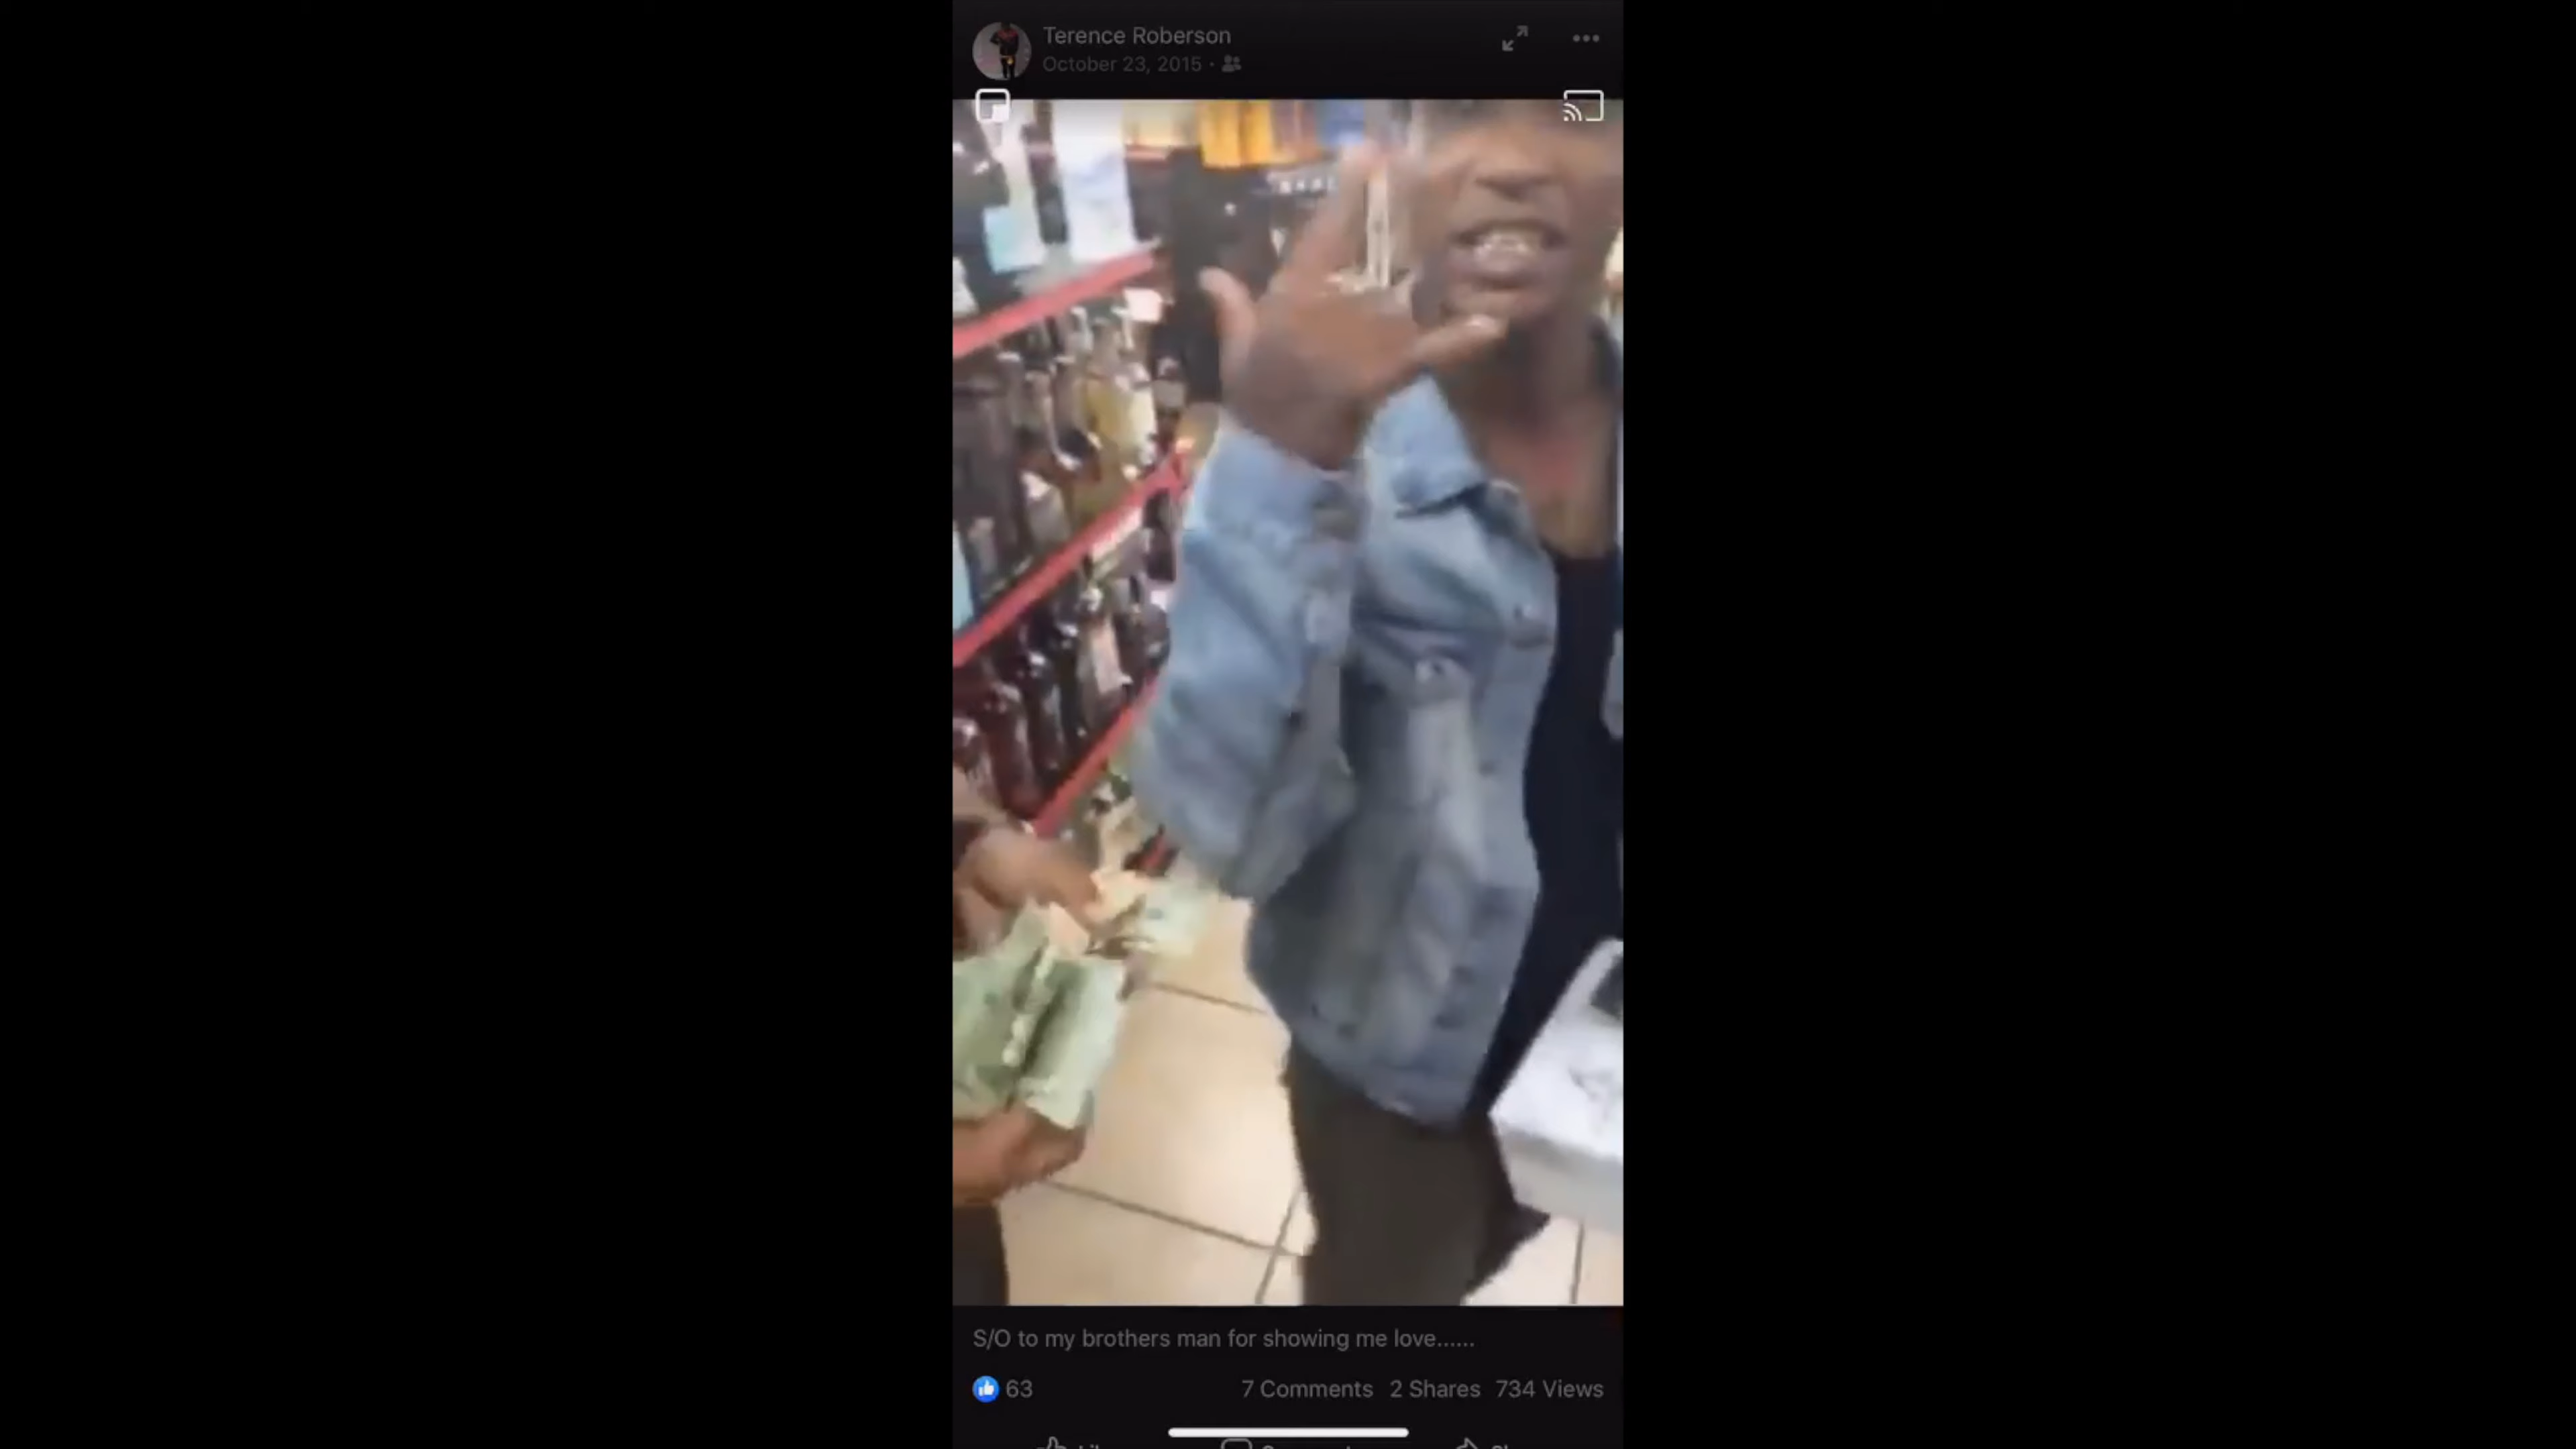 Terence Roberson
October 23, 2015 ·
S/O to my brothers man for showing me love......
63
7 Comments 2 Shares 734 Views